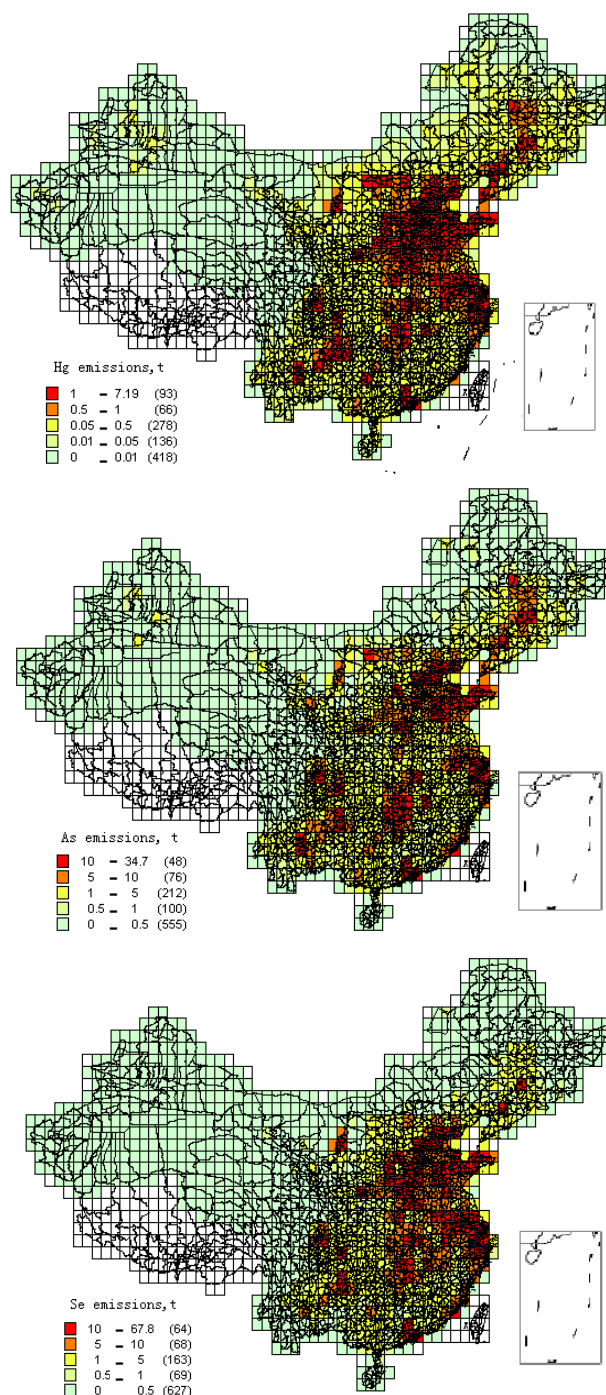 Hg emissions,t
1 - 7.19 (93)
0.5 - 1 (66)
0.05 - 0.5 (278)
0.01 - 0.05 (136)
0 - 0.01 (418)
As emissions, t
10 - 34.7 (48)
5 - 10 (76)
1 - 5 (212)
0.5 - 1 (100)
0 - 0.5 (555)
Se emissions,t
10 - 67.8 (64)
5 - 10 (68)
1 - 5 (163)
0.5 - 1 (69)
0 0.5 (627)